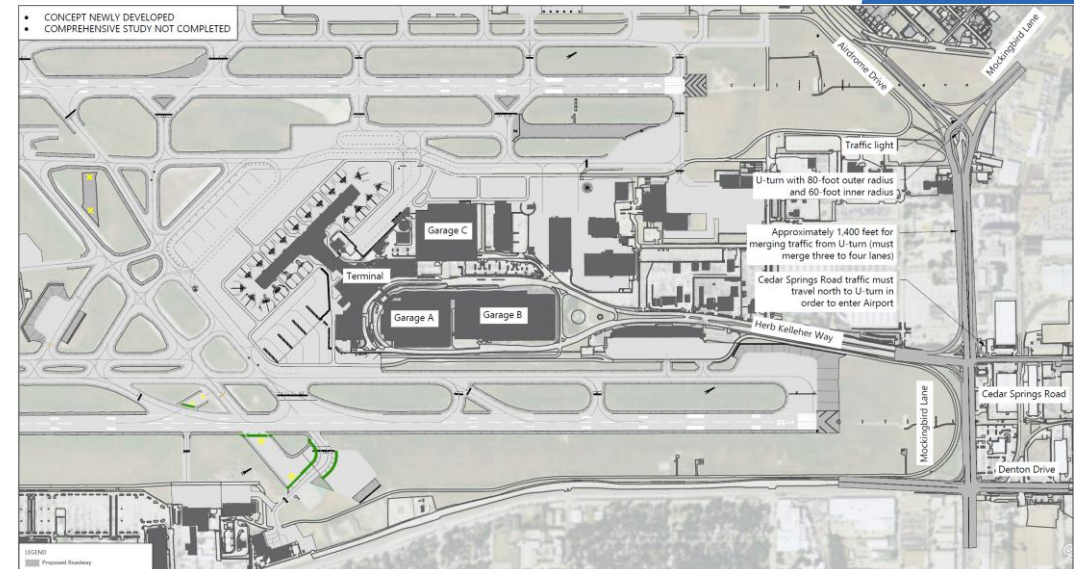 • CONCEPT NEWLY DEVELOPED
• COMPREHENSIVE STUDY NOT COMPLETED
Airdrome Drive
Mockingbird Lane
Traffic light
U-turn with 80-foot outer radius
and 60-foot inner radius
Garage C
Approximately 1,400 feet for
merging traffic from U-turn (must
merge three to four lanes)
Terminal
Cedar Springs Road traffic must
travel north to U-turn in
order to enter Airport
Garage A
Garage B
Herb Kelleher Way
Mockingbird Lane
Cedar Springs Road
Denton Drive
LEGEND
Proposed Roadway